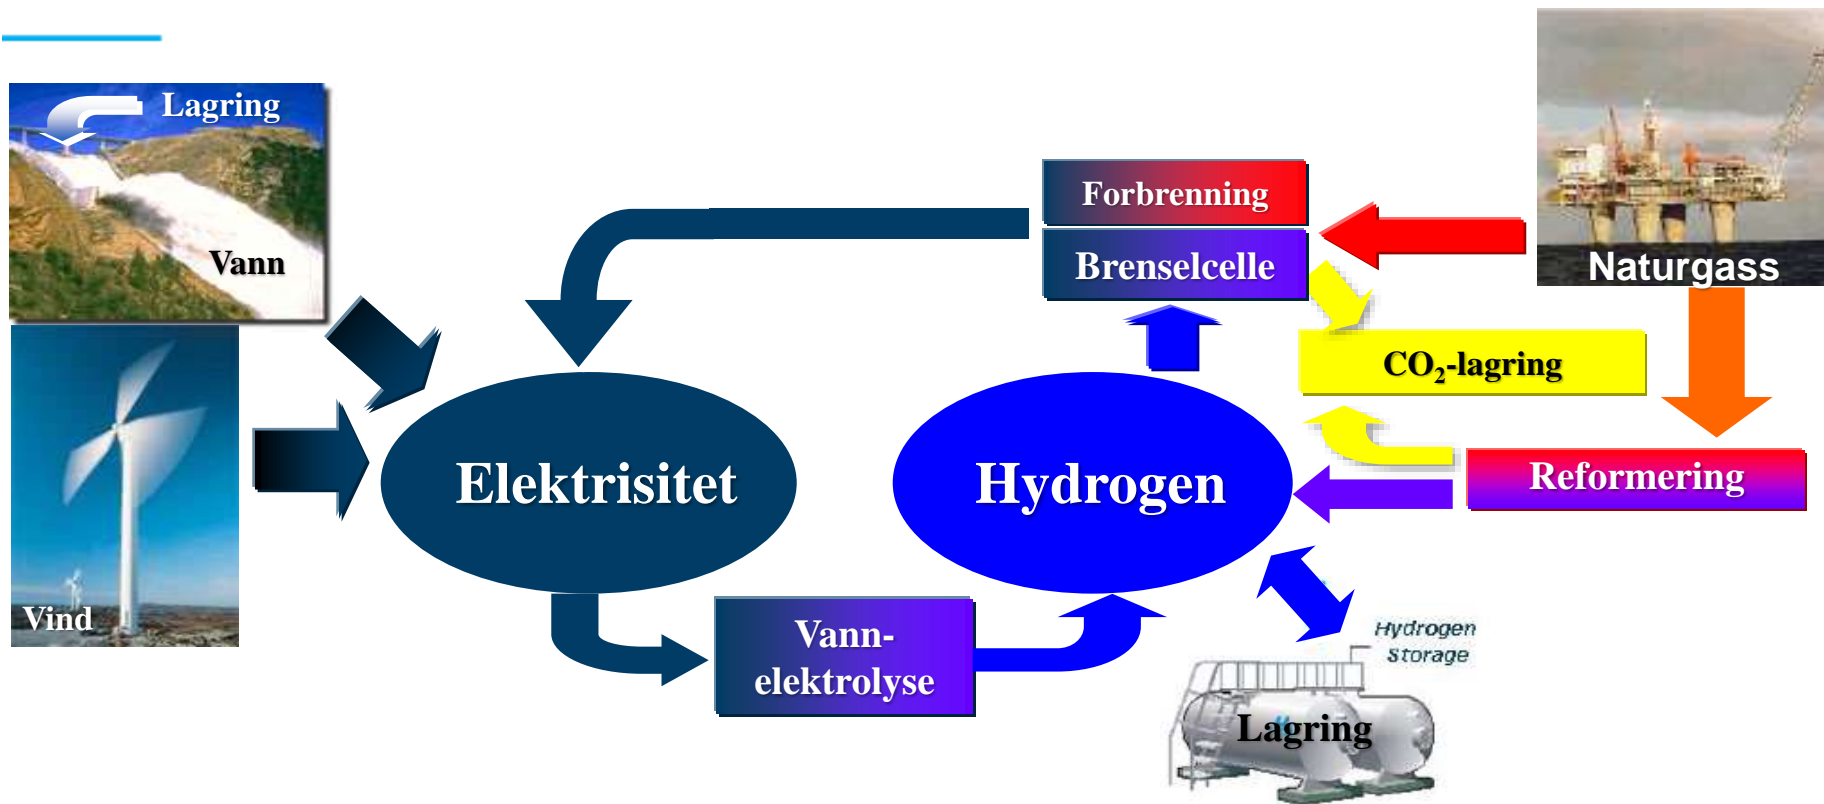 Lagring
Vann
Vind
Forbrenning
Brenselcelle
Naturgass
CO₂-lagring
Reformering
Elektrisitet
Hydrogen
Vann-
elektrolyse
Hydrogen
Storage
Lagring